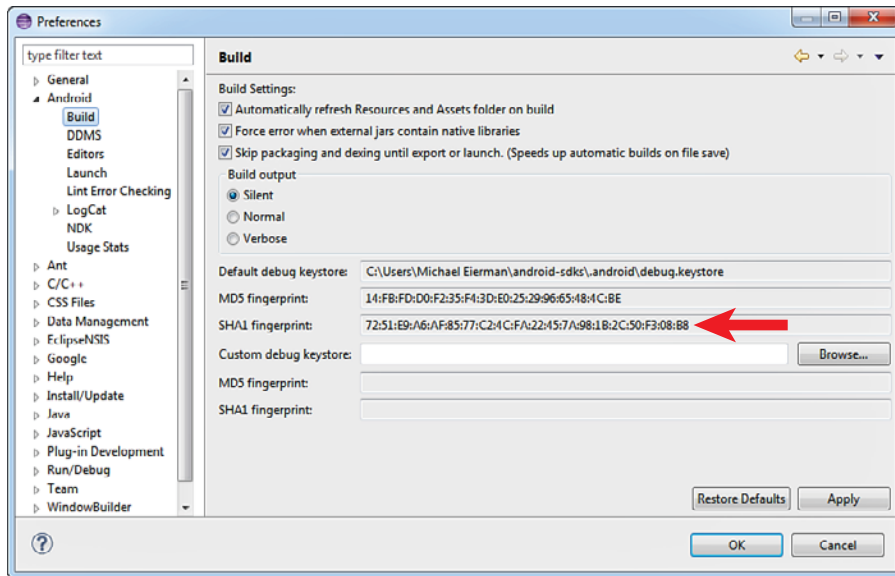 Preferences
type filter text
General
Android
Build
DDMS
Editors
Launch
Lint Error Checking
LogCat
NDK
Usage Stats
Ant
C/C++
CSS Files
Data Management
EclipseNSIS
Google
Help
Install/Update
Java
JavaScript
Plug-in Development
Run/Debug
Team
WindowBuilder
Build
Build Settings:
Automatically refresh Resources and Assets folder on build
Force error when external jars contain native libraries
Skip packaging and dexing until export or launch. (Speeds up automatic builds on file save)
Build output
Silent
Normal
Verbose
Default debug keystore: C:\Users\Michael Eierman\android-sdks\.android\debug.keystore
MD5 fingerprint: 14:FB:FD:D0:F2:35:F4:3D:E0:25:29:96:65:48:4C:BE
SHA1 fingerprint: 72:51:E9:A6:AF:85:77:C2:4C:FA:22:45:7A:98:1B:2C:50:F3:08:B8
Custom debug keystore: Browse...
MD5 fingerprint:
SHA1 fingerprint:
Restore Defaults Apply
OK Cancel